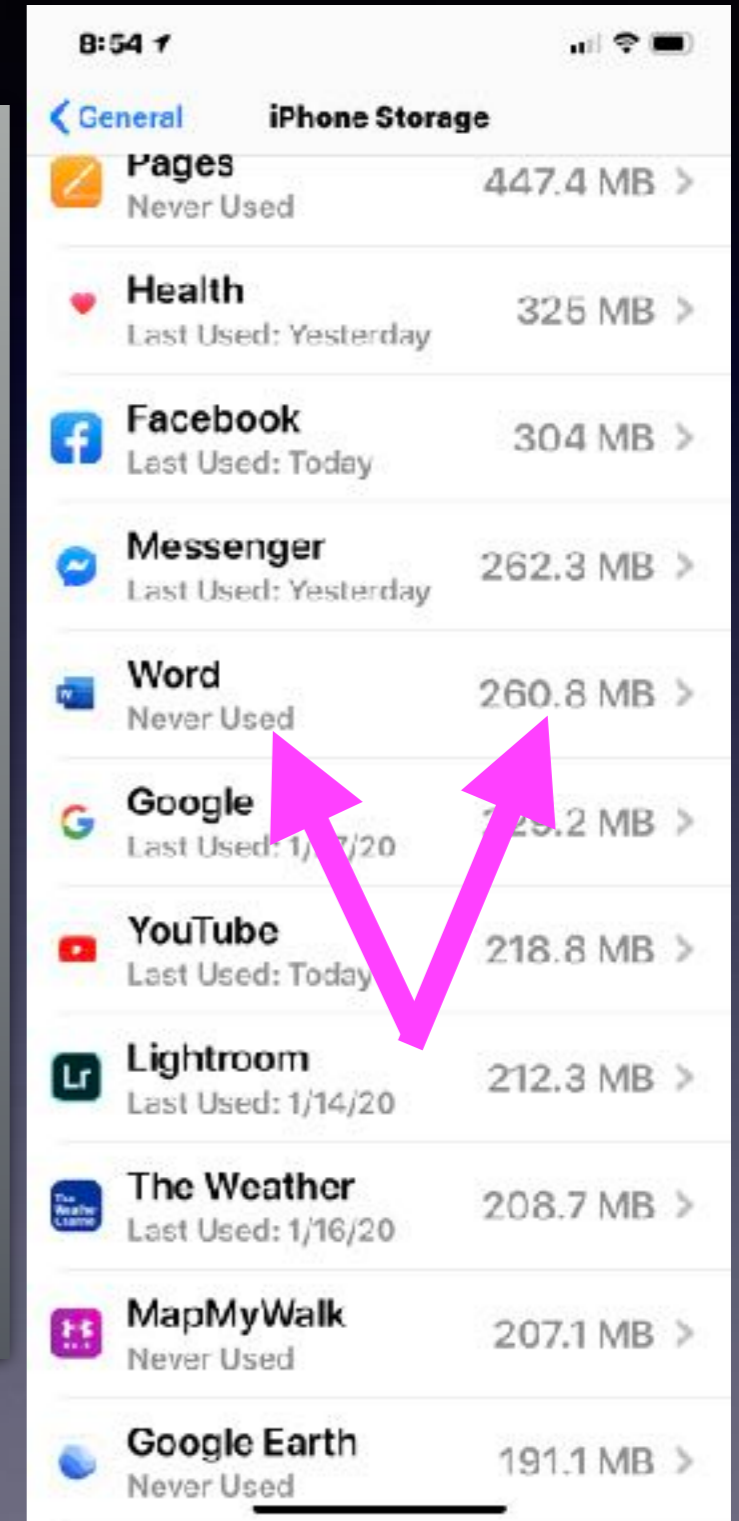 8:54
General iPhone Storage
Pages 447.4 MB
Never Used
Health 325 MB
Last Used: Yesterday
Facebook 304 MB
Last Used: Today
Messenger 262.3 MB
Last Used: Yesterday
Word 260.8 MB
Never Used
Google MB
Last Used:
YouTube 218.8 MB
Last Used: Today
Lightroom 212.3 MB
Lr
Last Used: 1/14/20
The Weather 208.7 MB
Last Used: 1/16/20
MapMyWalk 207.1 MB
Never Used
Google Earth 191.1 MB
Never Used